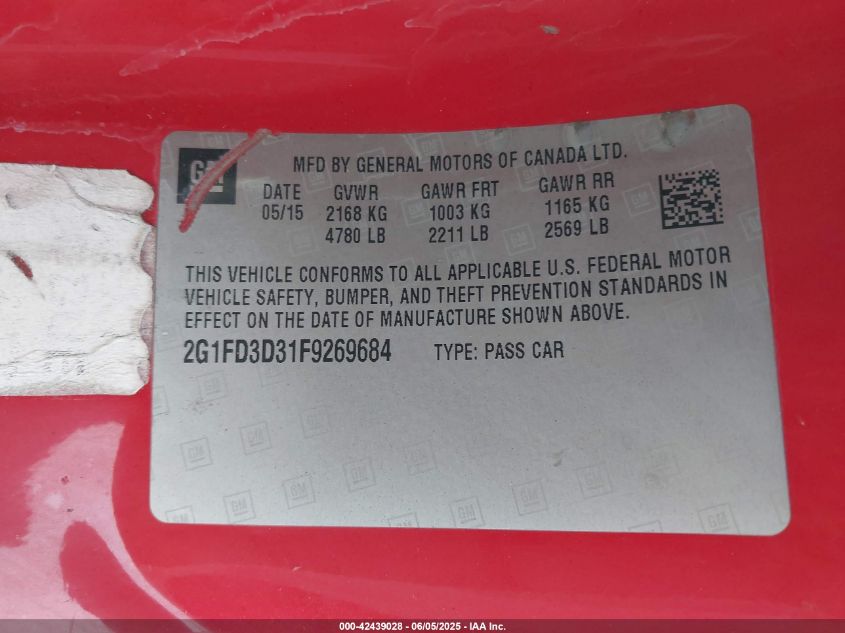 GM
MFD BY GENERAL MOTORS OF CANADA LTD.
DATE GVWR GAWR FRT GAWR RR
05/15 2168 KG 1003 KG 1165 KG
4780 LB 2211 LB 2569 LB
THIS VEHICLE CONFORMS TO ALL APPLICABLE U.S. FEDERAL MOTOR
VEHICLE SAFETY, BUMPER, AND THEFT PREVENTION STANDARDS IN
EFFECT ON THE DATE OF MANUFACTURE SHOWN ABOVE.
2G1FD3D31F9269684 TYPE: PASS CAR
000-42439028 - 06/05/2025 - IAA Inc.